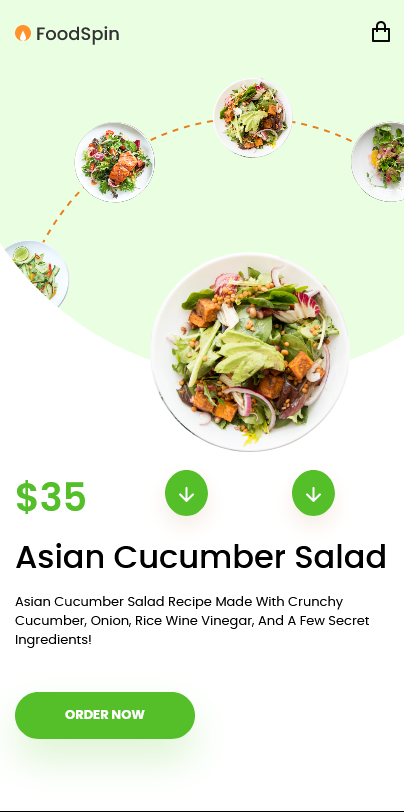 FoodSpin
$35
Asian Cucumber Salad
Asian Cucumber Salad Recipe Made With Crunchy
Cucumber, Onion, Rice Wine Vinegar, And A Few Secret
Ingredients!
ORDER NOW